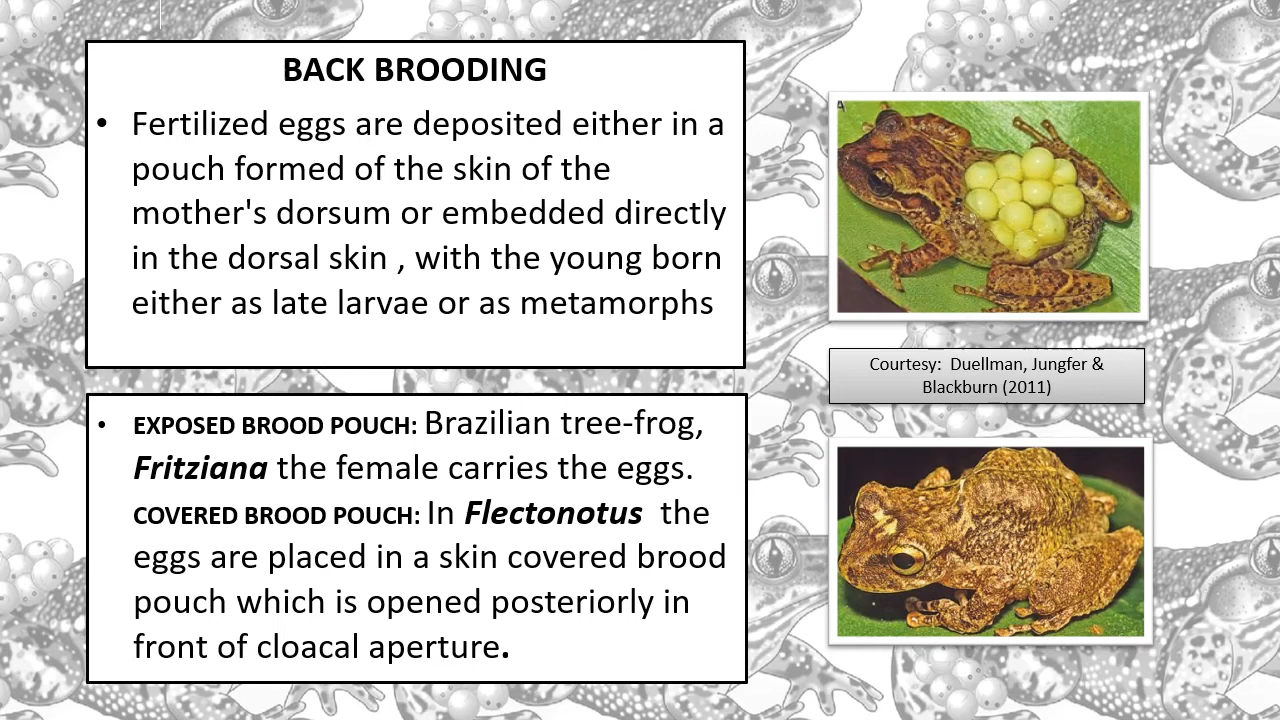 BACK BROODING
• Fertilized eggs are deposited either in a
pouch formed of the skin of the
mother's dorsum or embedded directly
in the dorsal skin , with the young born
either as late larvae or as metamorphs
• EXPOSED BROOD POUCH: Brazilian tree-frog,
Fritziana the female carries the eggs.
COVERED BROOD POUCH: In Flectonotus the
eggs are placed in a skin covered brood
pouch which is opened posteriorly in
front of cloacal aperture.
A
Courtesy: Duellman, Jungfer &
Blackburn (2011)